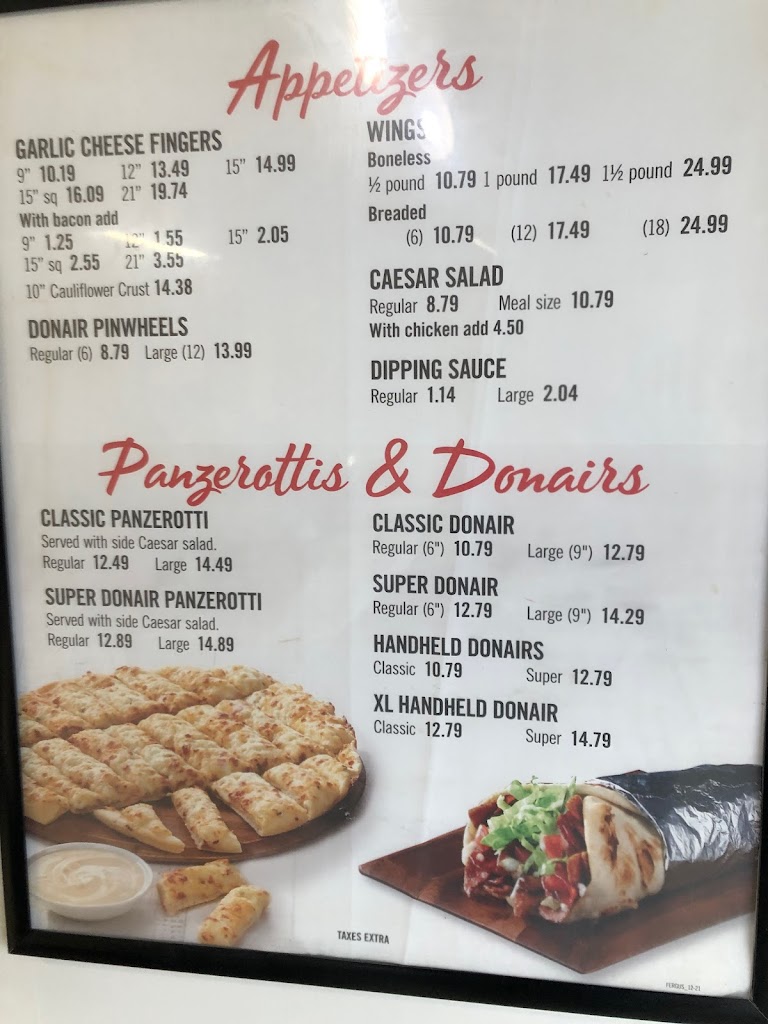 Appetizers
GARLIC CHEESE FINGERS
9" 10.19 12" 13.49 15" 14.99
15" sq 16.09 21" 19.74
With bacon add
9" 1.25 12" 1.55 15" 2.05
15" sq 2.55 21" 3.55
10" Cauliflower Crust 14.38
DONAIR PINWHEELS
Regular (6) 8.79 Large (12) 13.99
WINGS
Boneless
½ pound 10.79 1 pound 17.49 1½ pound 24.99
Breaded
(6) 10.79 (12) 17.49 (18) 24.99
CAESAR SALAD
Regular 8.79 Meal size 10.79
With chicken add 4.50
DIPPING SAUCE
Regular 1.14 Large 2.04
Panzerottis & Donairs
CLASSIC PANZEROTTI
Served with side Caesar salad.
Regular 12.49 Large 14.49
SUPER DONAIR PANZEROTTI
Served with side Caesar salad.
Regular 12.89 Large 14.89
CLASSIC DONAIR
Regular (6") 10.79 Large (9") 12.79
SUPER DONAIR
Regular (6") 12.79 Large (9") 14.29
HANDHELD DONAIRS
Classic 10.79 Super 12.79
XL HANDHELD DONAIR
Classic 12.79 Super 14.79
TAXES EXTRA
FERGUS_12-21